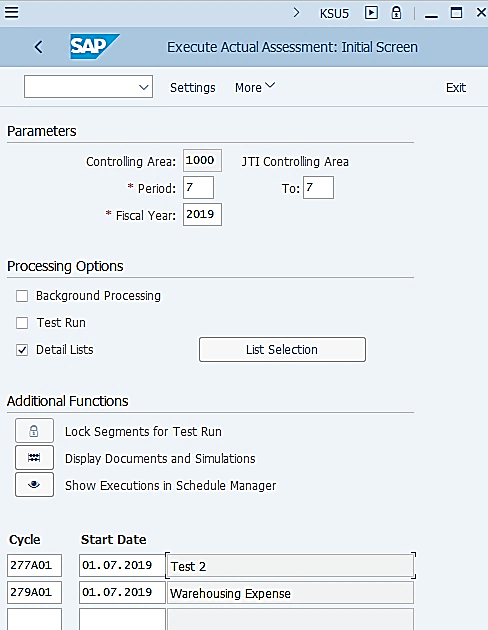 KSU5
SAP Execute Actual Assessment: Initial Screen
Settings More Exit
Parameters
Controlling Area: 1000 JTI Controlling Area
* Period: 7 To: 7
* Fiscal Year: 2019
Processing Options
Background Processing
Test Run
Detail Lists List Selection
Additional Functions
Lock Segments for Test Run
Display Documents and Simulations
Show Executions in Schedule Manager
Cycle Start Date
277A01 01.07.2019 Test 2
279A01 01.07.2019 Warehousing Expense